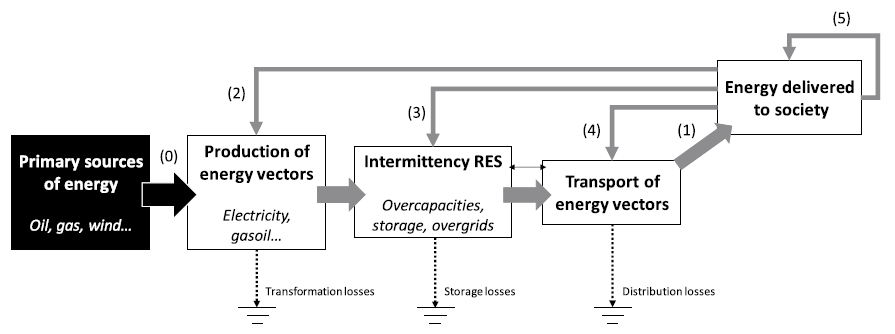 (5)
Energy delivered
to society
(2)
(3)
(4)
(1)
Primary sources
of energy
Oil, gas, wind…
(0)
Production of
energy vectors
Electricity,
gasoil…
Intermittency RES
Overcapacities,
storage, overgrids
Transport of
energy vectors
Transformation losses
Storage losses
Distribution losses